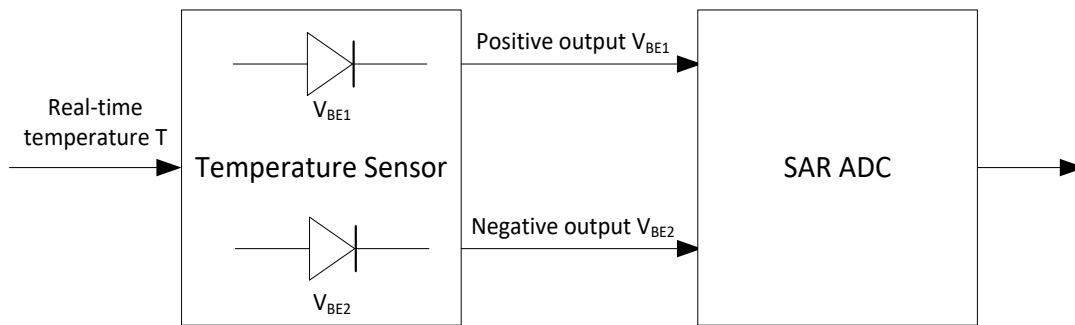 Real-time
temperature T
V_BE1
Temperature Sensor
V_BE2
Positive output V_BE1
Negative output V_BE2
SAR ADC